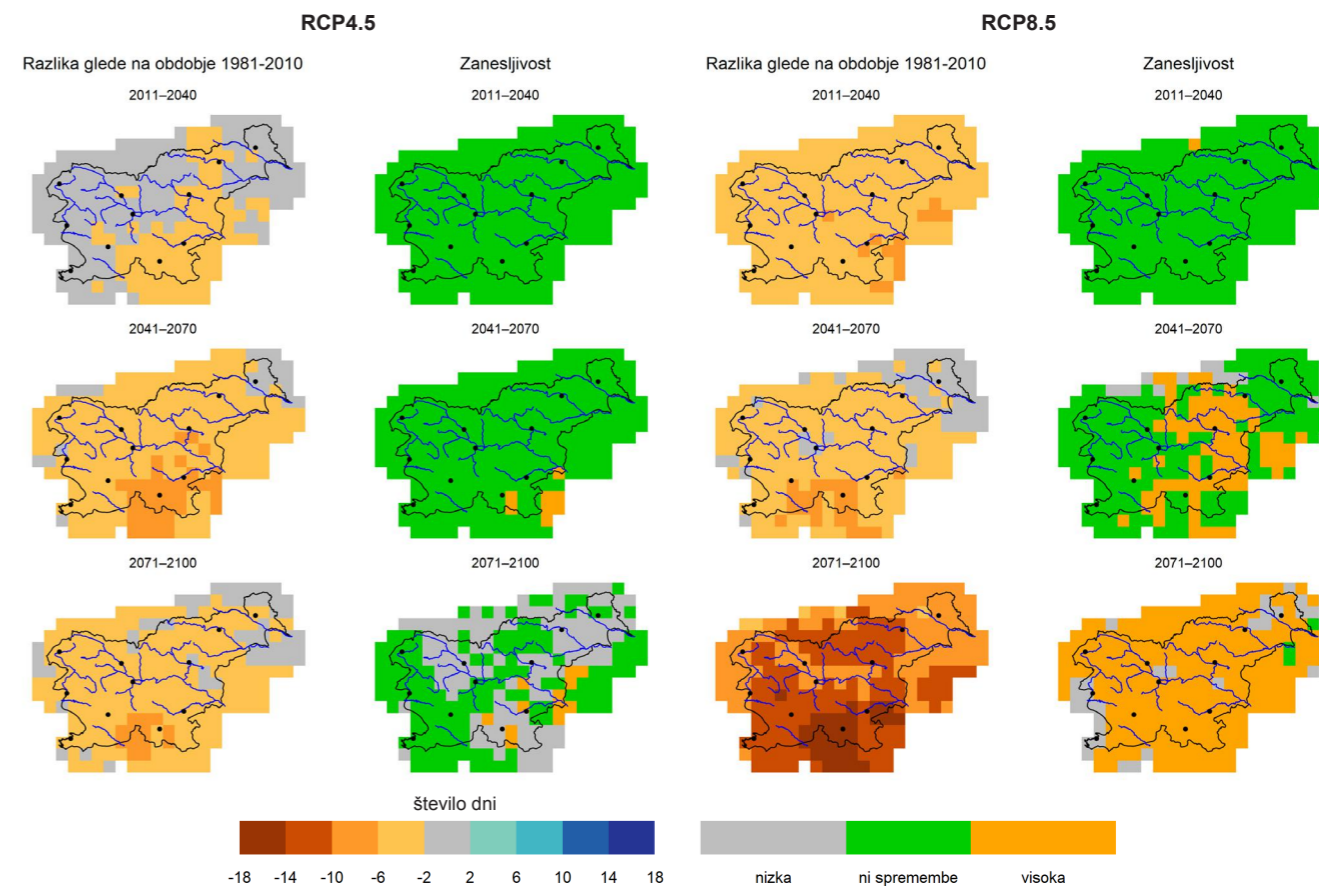 RCP4.5
RCP8.5
Razlika glede na obdobje 1981-2010
Zanesljivost
Razlika glede na obdobje 1981-2010
Zanesljivost
2011–2040
2011–2040
2011–2040
2011–2040
2041–2070
2041–2070
2041–2070
2041–2070
2071–2100
2071–2100
2071–2100
2071–2100
število dni
-18 -14 -10 -6 -2 2 6 10 14 18
nizka ni spremembe visoka